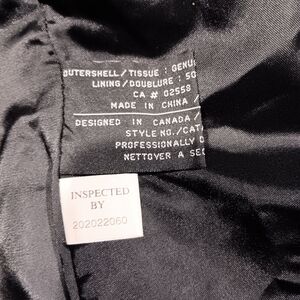 OUTERSHELL/TISSUE : GENUI
LINING/DOUBLURE : 50
CA # 02558
MADE IN CHINA /
DESIGNED IN CANADA /
STYLE NO./CAT
PROFESSIONALLY D
NETTOYER A SEC
INSPECTED
BY
202022060